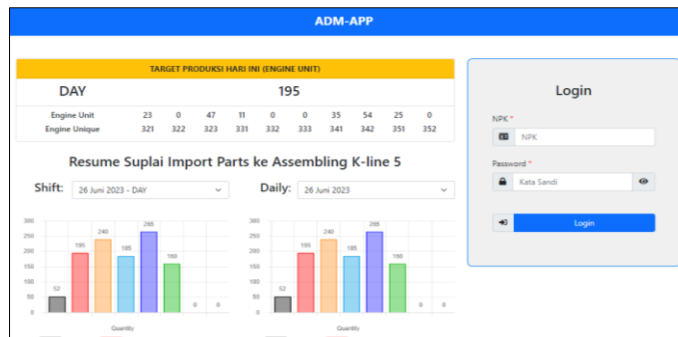 ADM-APP
TARGET PRODUKSI HARI INI (ENGINE UNIT)
DAY 195
Engine Unit 23 0 47 11 0 0 35 54 25 0
Engine Unique 321 322 323 331 332 333 341 342 351 352
Resume Suplai Import Parts ke Assembling K-line 5
Shift: 26 Juni 2023 - DAY
Daily: 26 Juni 2023
300
250
200
150
100
50
0
52 195 240 185 265 160 0 0
Quantity
300
250
200
150
100
50
0
52 195 240 185 265 160 0 0
Quantity
Login
NPK *
NPK
Password *
Kata Sandi
Login